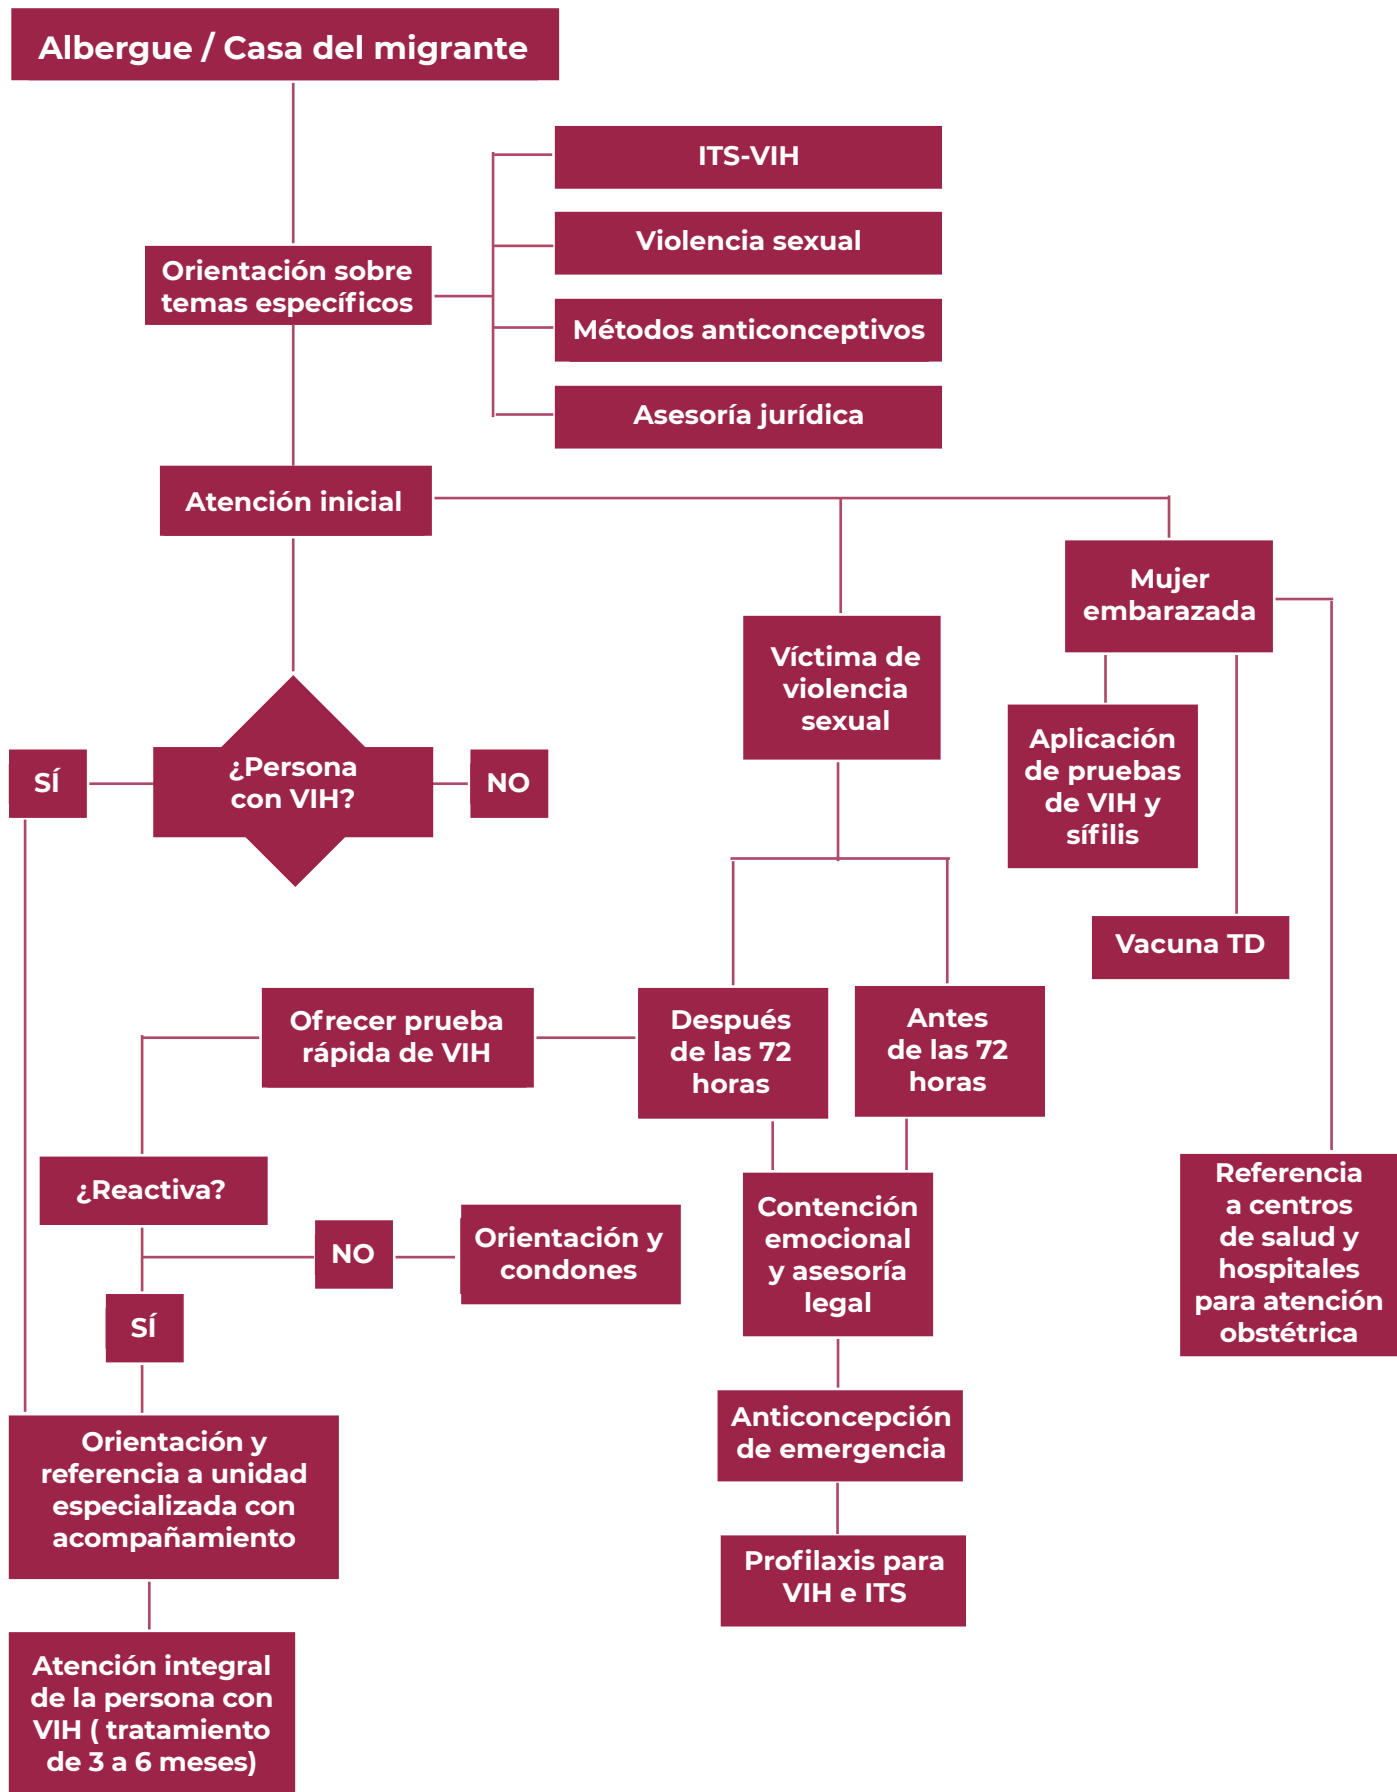 Albergue / Casa del migrante
ITS-VIH
Violencia sexual
Orientación sobre
temas específicos
Métodos anticonceptivos
Asesoría jurídica
Atención inicial
Mujer
embarazada
Víctima de
violencia
sexual
Aplicación
de pruebas
de VIH y
sífilis
SÍ
¿Persona
con VIH?
NO
Vacuna TD
Ofrecer prueba
rápida de VIH
Después
de las 72
horas
Antes
de las 72
horas
¿Reactiva?
NO
Orientación y
condones
Contención
emocional
y asesoría
legal
Referencia
a centros
de salud y
hospitales
para atención
obstétrica
SÍ
Anticoncepción
de emergencia
Orientación y
referencia a unidad
especializada con
acompañamiento
Profilaxis para
VIH e ITS
Atención integral
de la persona con
VIH ( tratamiento
de 3 a 6 meses)